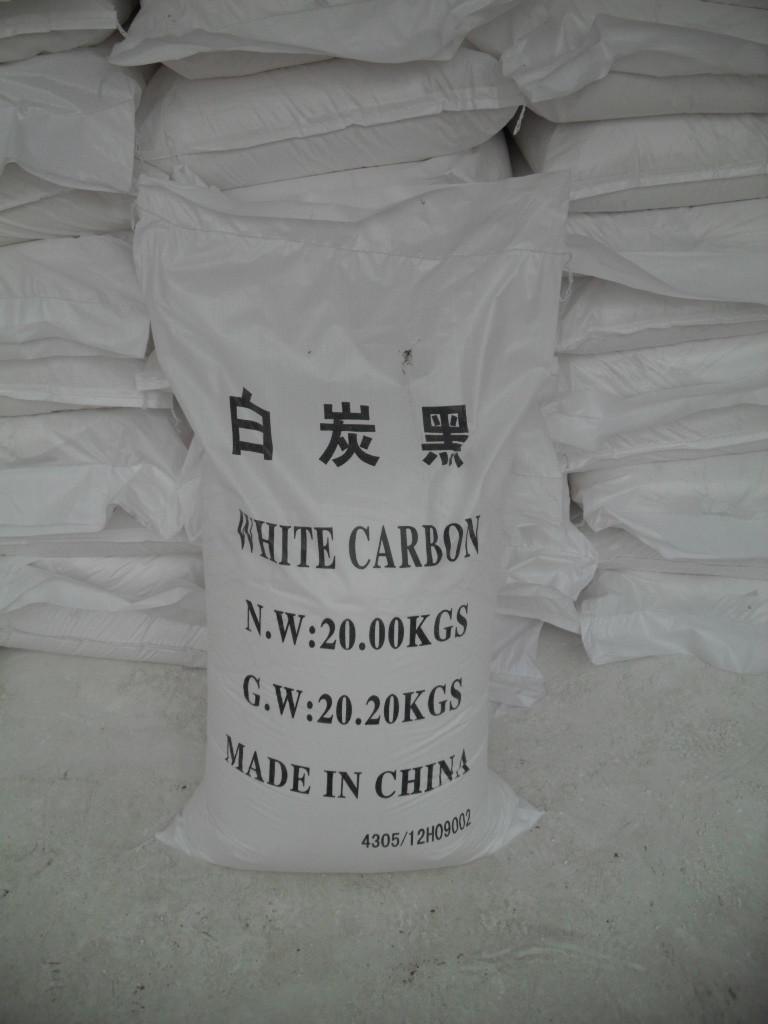 白炭黑
WHITE CARBON
N.W:20.00KGS
G.W:20.20KGS
MADE IN CHINA
4305/12H09002